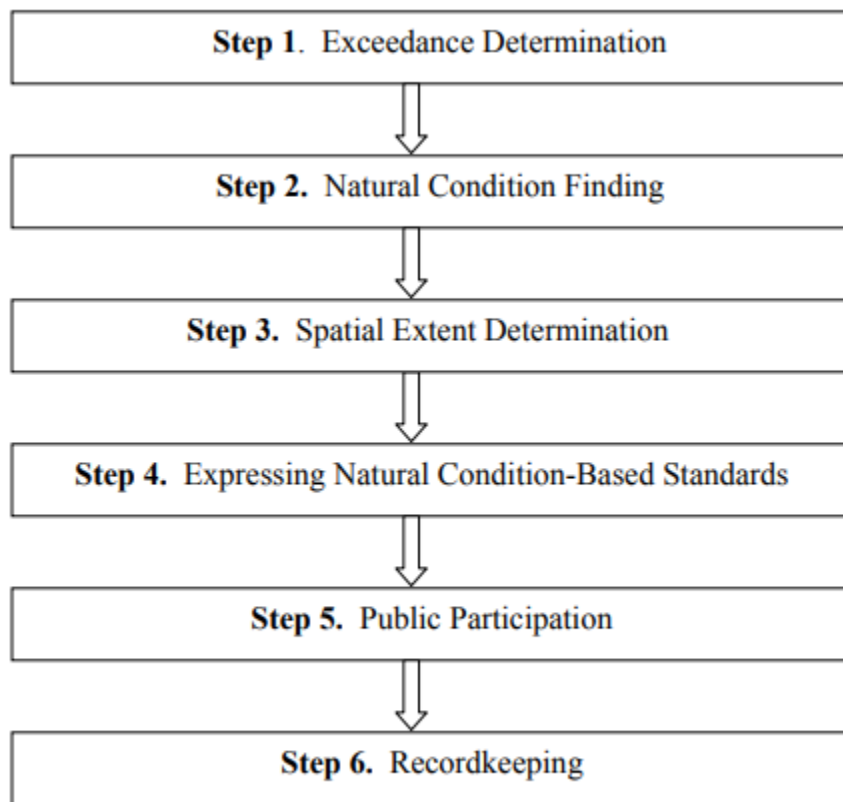 Step 1.  Exceedance Determination
Step 2.  Natural Condition Finding
Step 3.  Spatial Extent Determination
Step 4.  Expressing Natural Condition-Based Standards
Step 5.  Public Participation
Step 6.  Recordkeeping